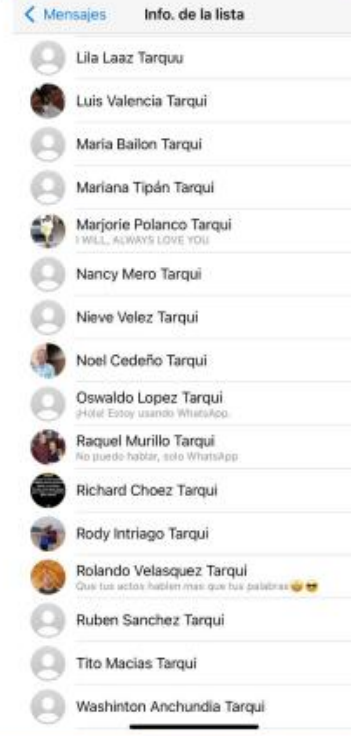 Mensajes Info. de la lista
Lila Laaz Tarquu
Luis Valencia Tarqui
Maria Bailon Tarqui
Mariana Tipán Tarqui
Marjorie Polanco Tarqui
I WILL, ALWAYS LOVE YOU
Nancy Mero Tarqui
Nieve Velez Tarqui
Noel Cedeño Tarqui
Oswaldo Lopez Tarqui
¡Hola! Estoy usando WhatsApp.
Raquel Murillo Tarqui
No puedo hablar, solo WhatsApp
Richard Choez Tarqui
Rody Intriago Tarqui
Rolando Velasquez Tarqui
Que tus actos hablen mas que tus palabras🤩😎
Ruben Sanchez Tarqui
Tito Macias Tarqui
Washinton Anchundia Tarqui